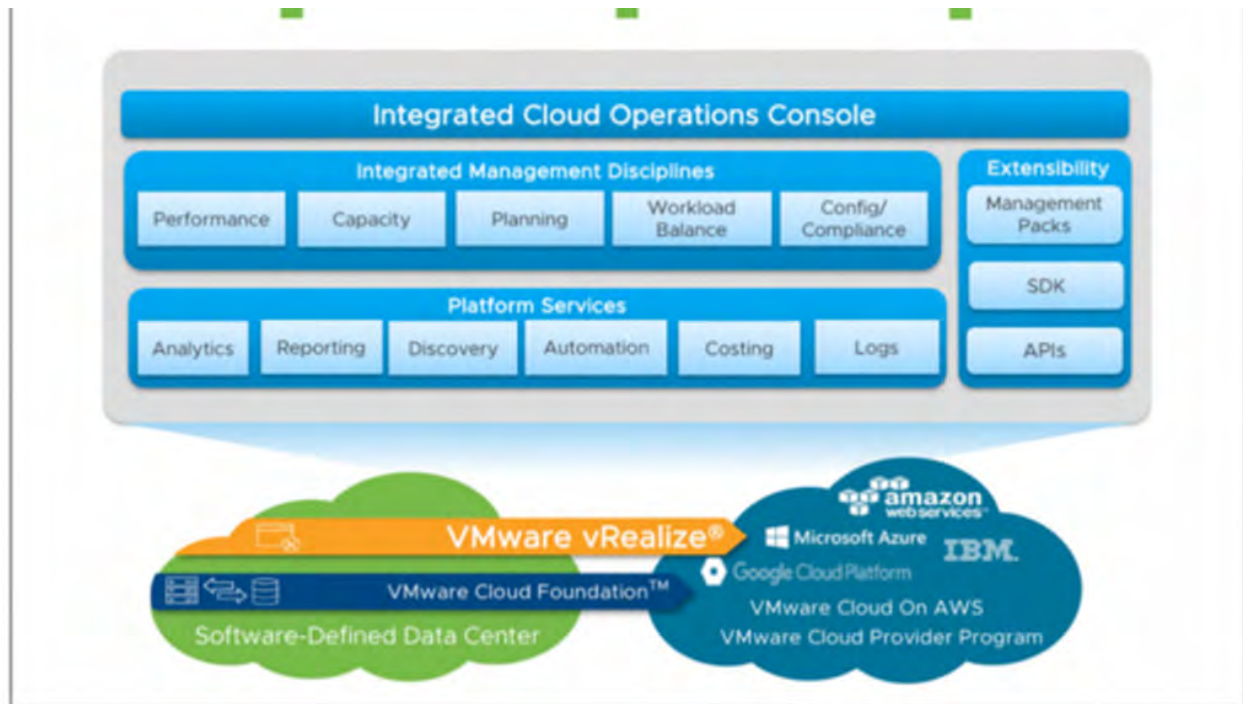 Integrated Cloud Operations Console
Integrated Management Disciplines
Performance
Capacity
Planning
Workload
Balance
Config/
Compliance
Extensibility
Management
Packs
SDK
APIs
Platform Services
Analytics
Reporting
Discovery
Automation
Costing
Logs
VMware vRealize®
VMware Cloud Foundation™
Software-Defined Data Center
amazon
webservices™
Microsoft Azure
IBM.
Google Cloud Platform
VMware Cloud On AWS
VMware Cloud Provider Program